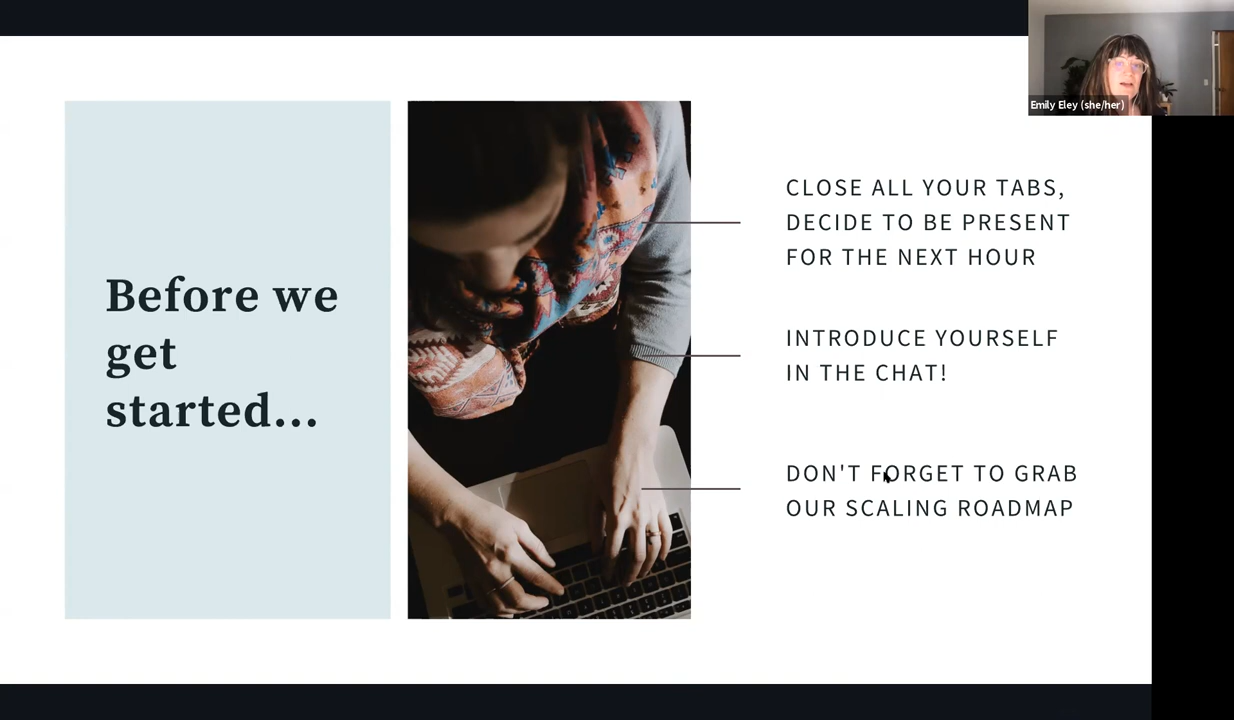 Emily Eley (she/her)
Before we
get
started...
CLOSE ALL YOUR TABS,
DECIDE TO BE PRESENT
FOR THE NEXT HOUR
INTRODUCE YOURSELF
IN THE CHAT!
DON'T FORGET TO GRAB
OUR SCALING ROADMAP